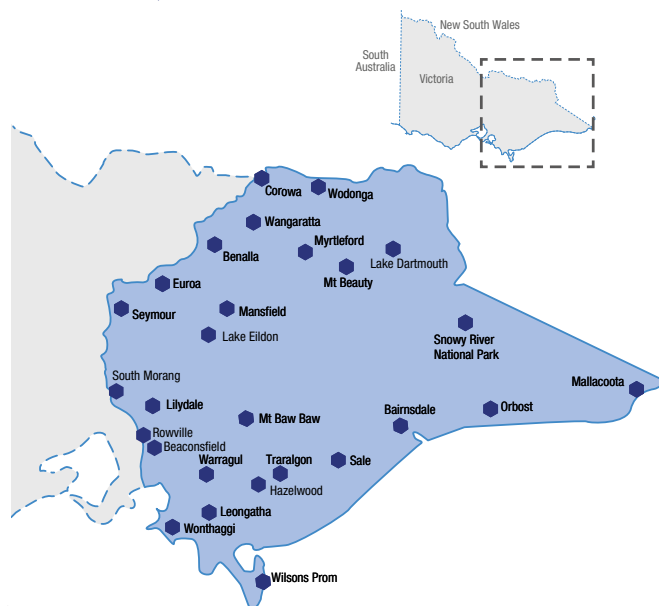 New South Wales
South
Australia
Victoria
Corowa
Wodonga
Wangaratta
Myrtleford
Benalla
Lake Dartmouth
Mt Beauty
Euroa
Seymour
Mansfield
Lake Eildon
Snowy River
National Park
South Morang
Mallacoota
Lilydale
Mt Baw Baw
Bairnsdale
Orbost
Rowville
Beaconsfield
Warragul
Traralgon
Sale
Hazelwood
Leongatha
Wonthaggi
Wilsons Prom